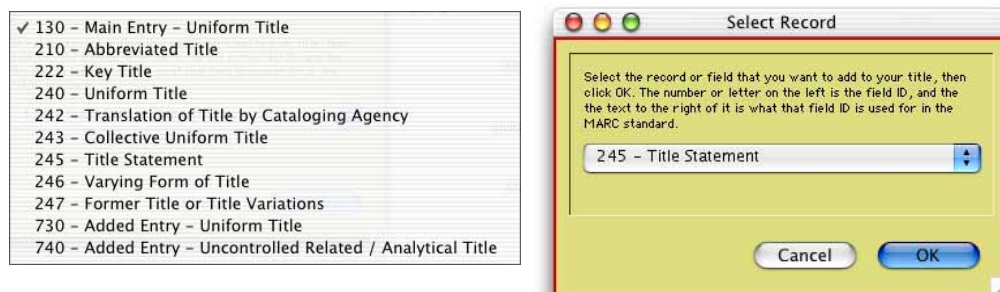 ✓ 130 – Main Entry – Uniform Title
210 – Abbreviated Title
222 – Key Title
240 – Uniform Title
242 – Translation of Title by Cataloging Agency
243 – Collective Uniform Title
245 – Title Statement
246 – Varying Form of Title
247 – Former Title or Title Variations
730 – Added Entry – Uniform Title
740 – Added Entry – Uncontrolled Related / Analytical Title
Select Record
Select the record or field that you want to add to your title, then
click OK. The number or letter on the left is the field ID, and the
the text to the right of it is what that field ID is used for in the
MARC standard.
245 – Title Statement
Cancel
OK